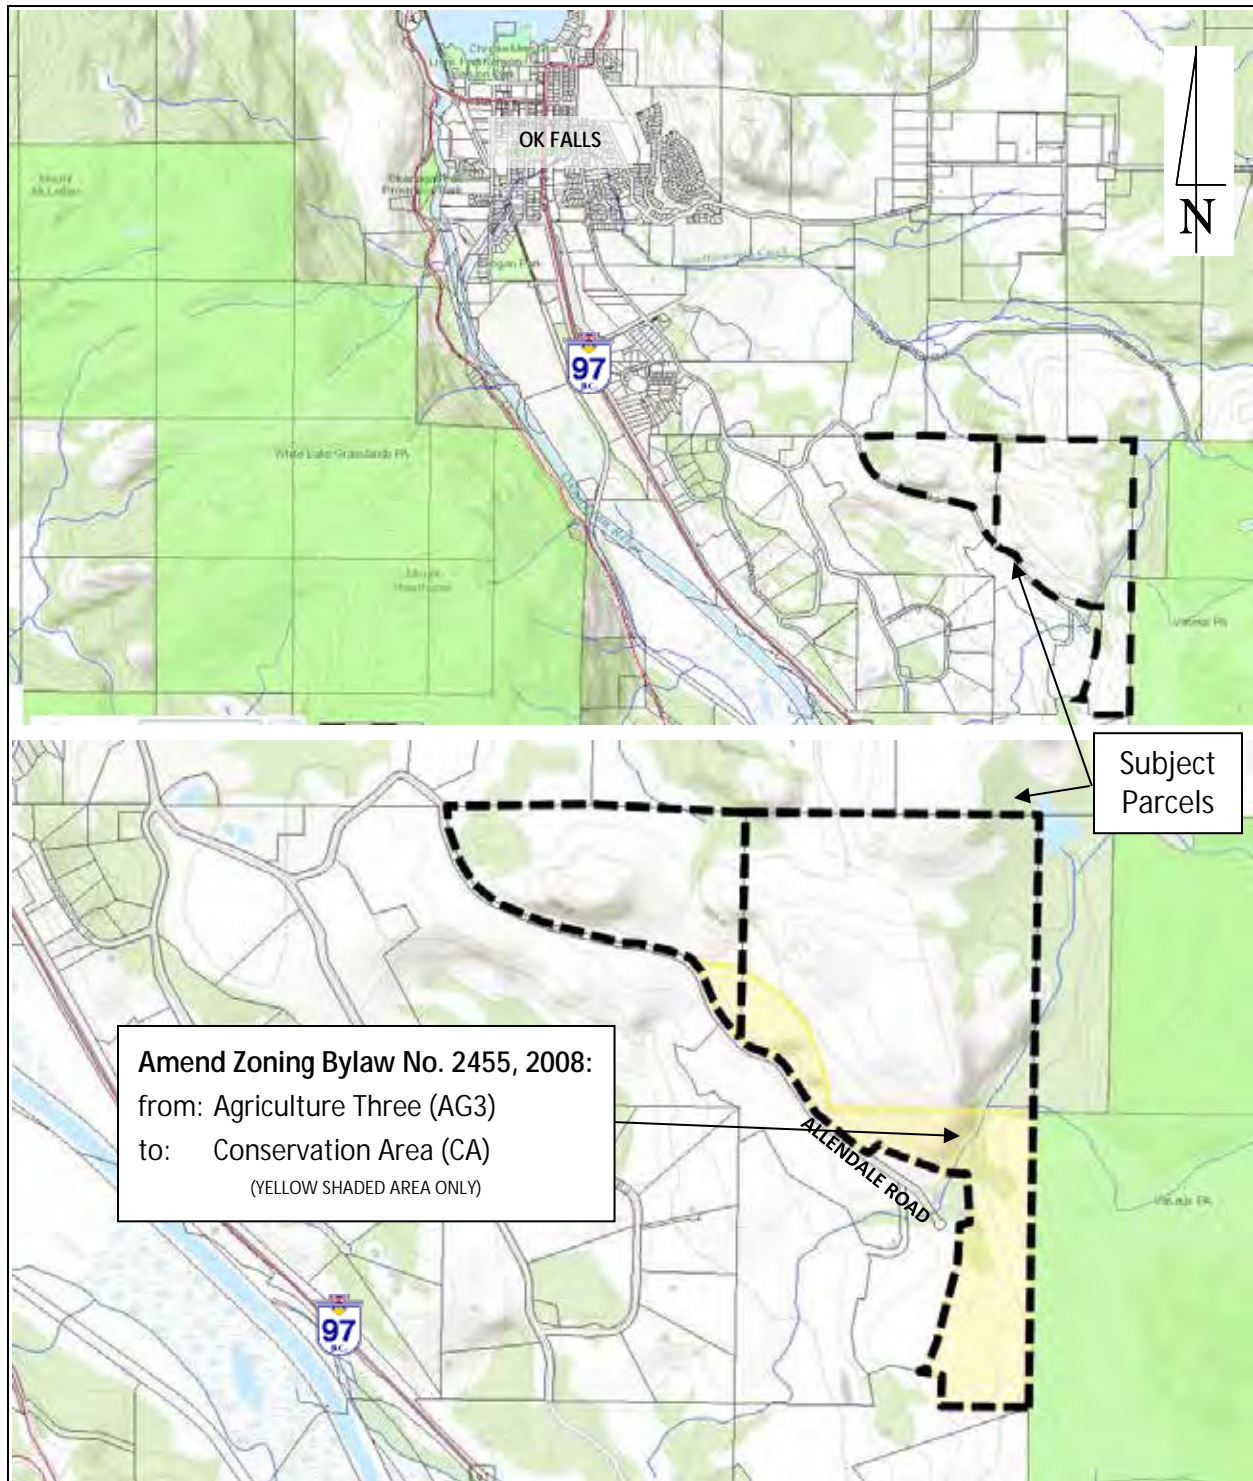 OK FALLS
N
97
B.C.
White Lake Grasslands PA
Subject
Parcels
Amend Zoning Bylaw No. 2455, 2008:
from: Agriculture Three (AG3)
to: Conservation Area (CA)
(YELLOW SHADED AREA ONLY)
ALLENDALE ROAD
97
B.C.